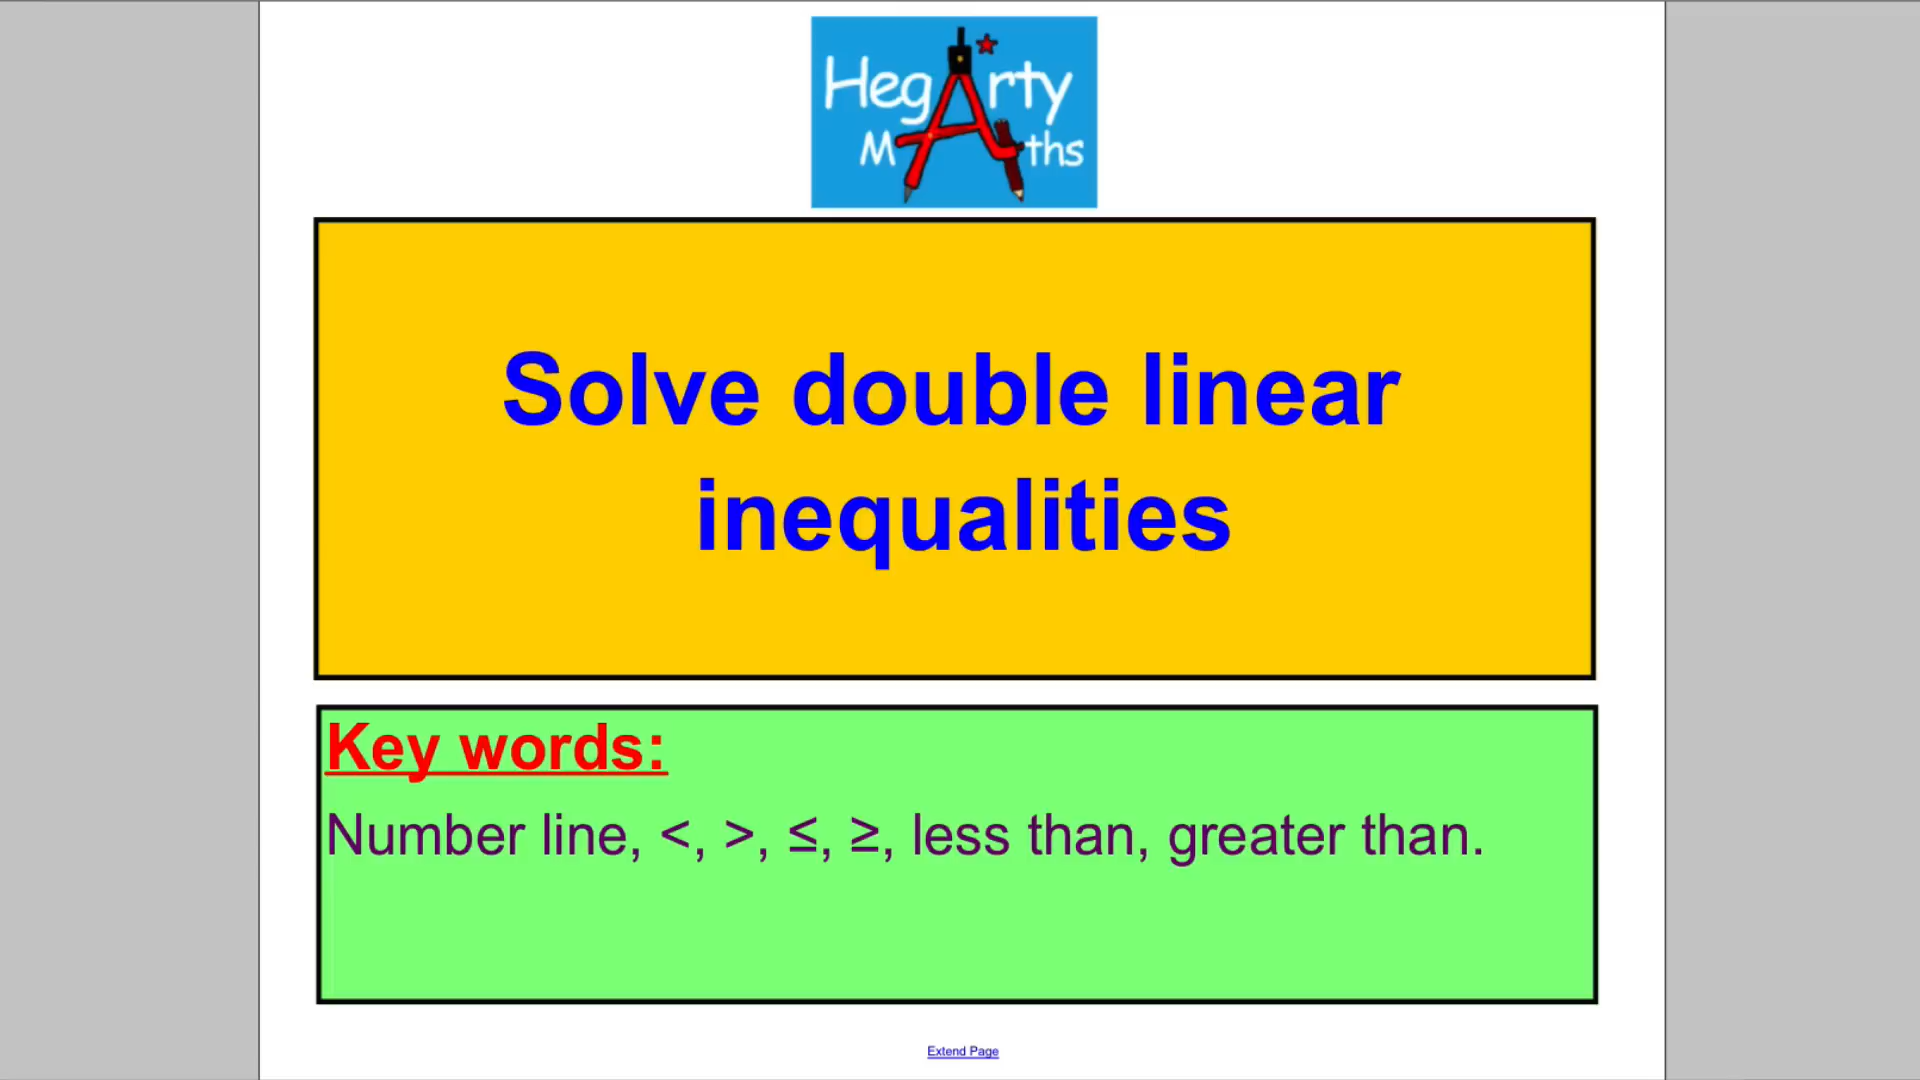 Hegarty
Maths
Solve double linear
inequalities
Key words:
Number line, <, >, ≤, ≥, less than, greater than.
Extend Page